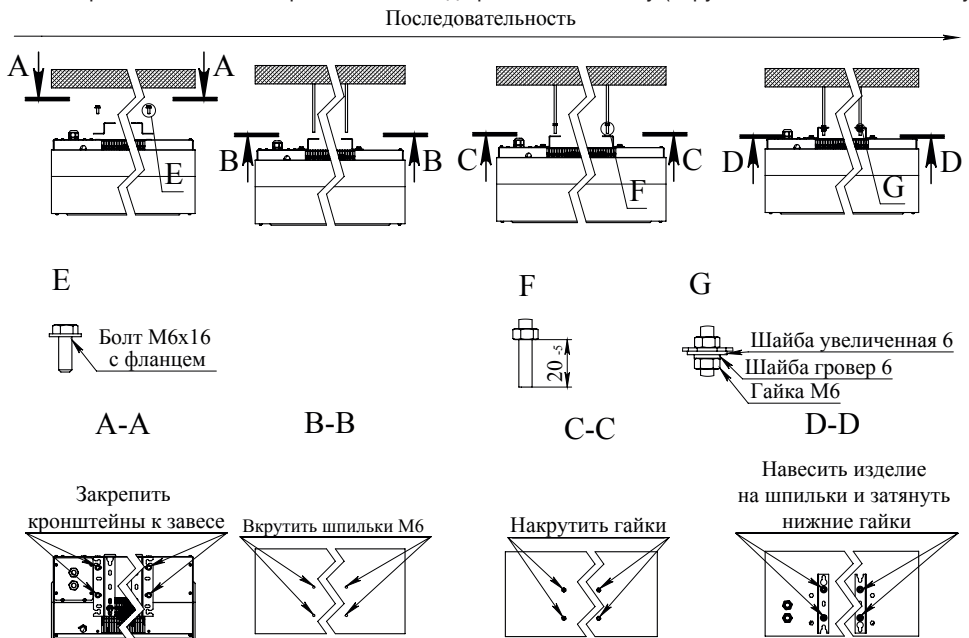 Последовательность
A A
B B
C C
D D
E
F
G
E
F
G
Болт М6х16
с фланцем
20 -5
Шайба увеличенная 6
Шайба гровер 6
Гайка М6
A-A
B-B
C-C
D-D
Закрепить
кронштейны к завесе
Вкрутить шпильки М6
Накрутить гайки
Навесить изделие
на шпильки и затянуть
нижние гайки